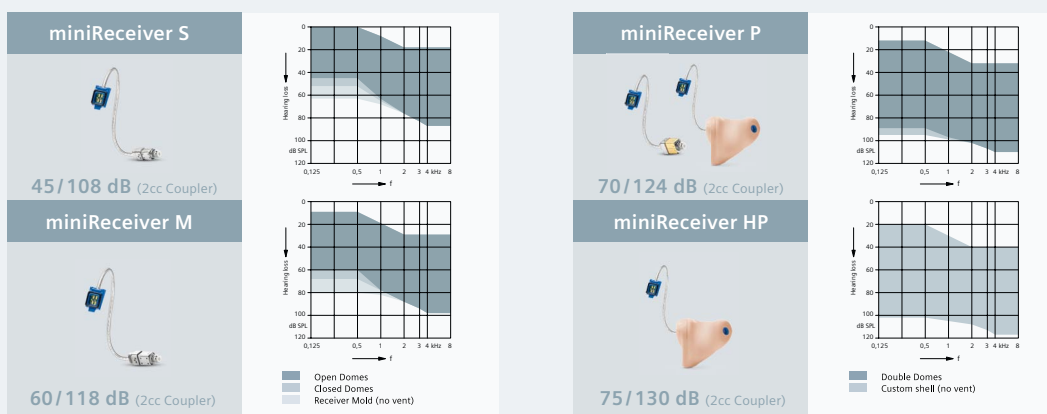 miniReceiver S
45/108 dB (2cc Coupler)
0
20
40
60
80
100
dB SPL
120
Hearing loss
0,125 0,5 1 2 3 4 kHz 8
f
miniReceiver M
60/118 dB (2cc Coupler)
0
20
40
60
80
100
dB SPL
120
Hearing loss
0,125 0,5 1 2 3 4 kHz 8
f
Open Domes
Closed Domes
Receiver Mold (no vent)
miniReceiver P
70/124 dB (2cc Coupler)
0
20
40
60
80
100
dB SPL
120
Hearing loss
0,125 0,5 1 2 3 4 kHz 8
f
miniReceiver HP
75/130 dB (2cc Coupler)
0
20
40
60
80
100
dB SPL
120
Hearing loss
0,125 0,5 1 2 3 4 kHz 8
f
Double Domes
Custom shell (no vent)